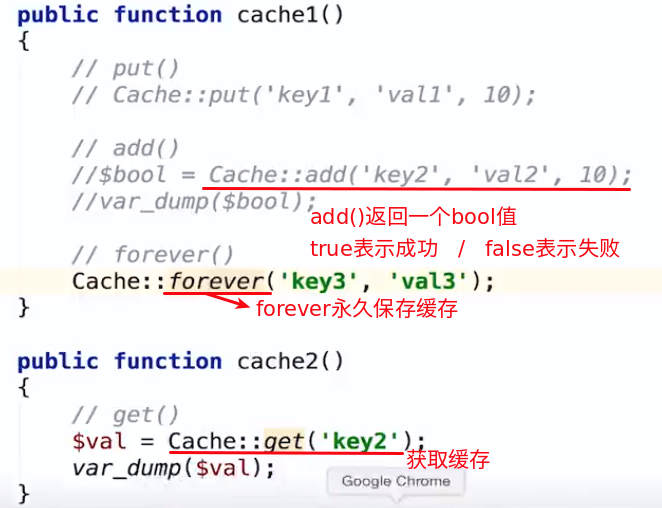 public function cache1()
{
// put()
// Cache::put('key1', 'val1', 10);
// add()
//$bool = Cache::add('key2', 'val2', 10);
//var_dump($bool);
add()返回一个bool值
true表示成功 / false表示失败
// forever()
Cache::forever('key3', 'val3');
}
forever永久保存缓存
public function cache2()
{
// get()
$val = Cache::get('key2');
var_dump($val);
获取缓存
Google Chrome
}